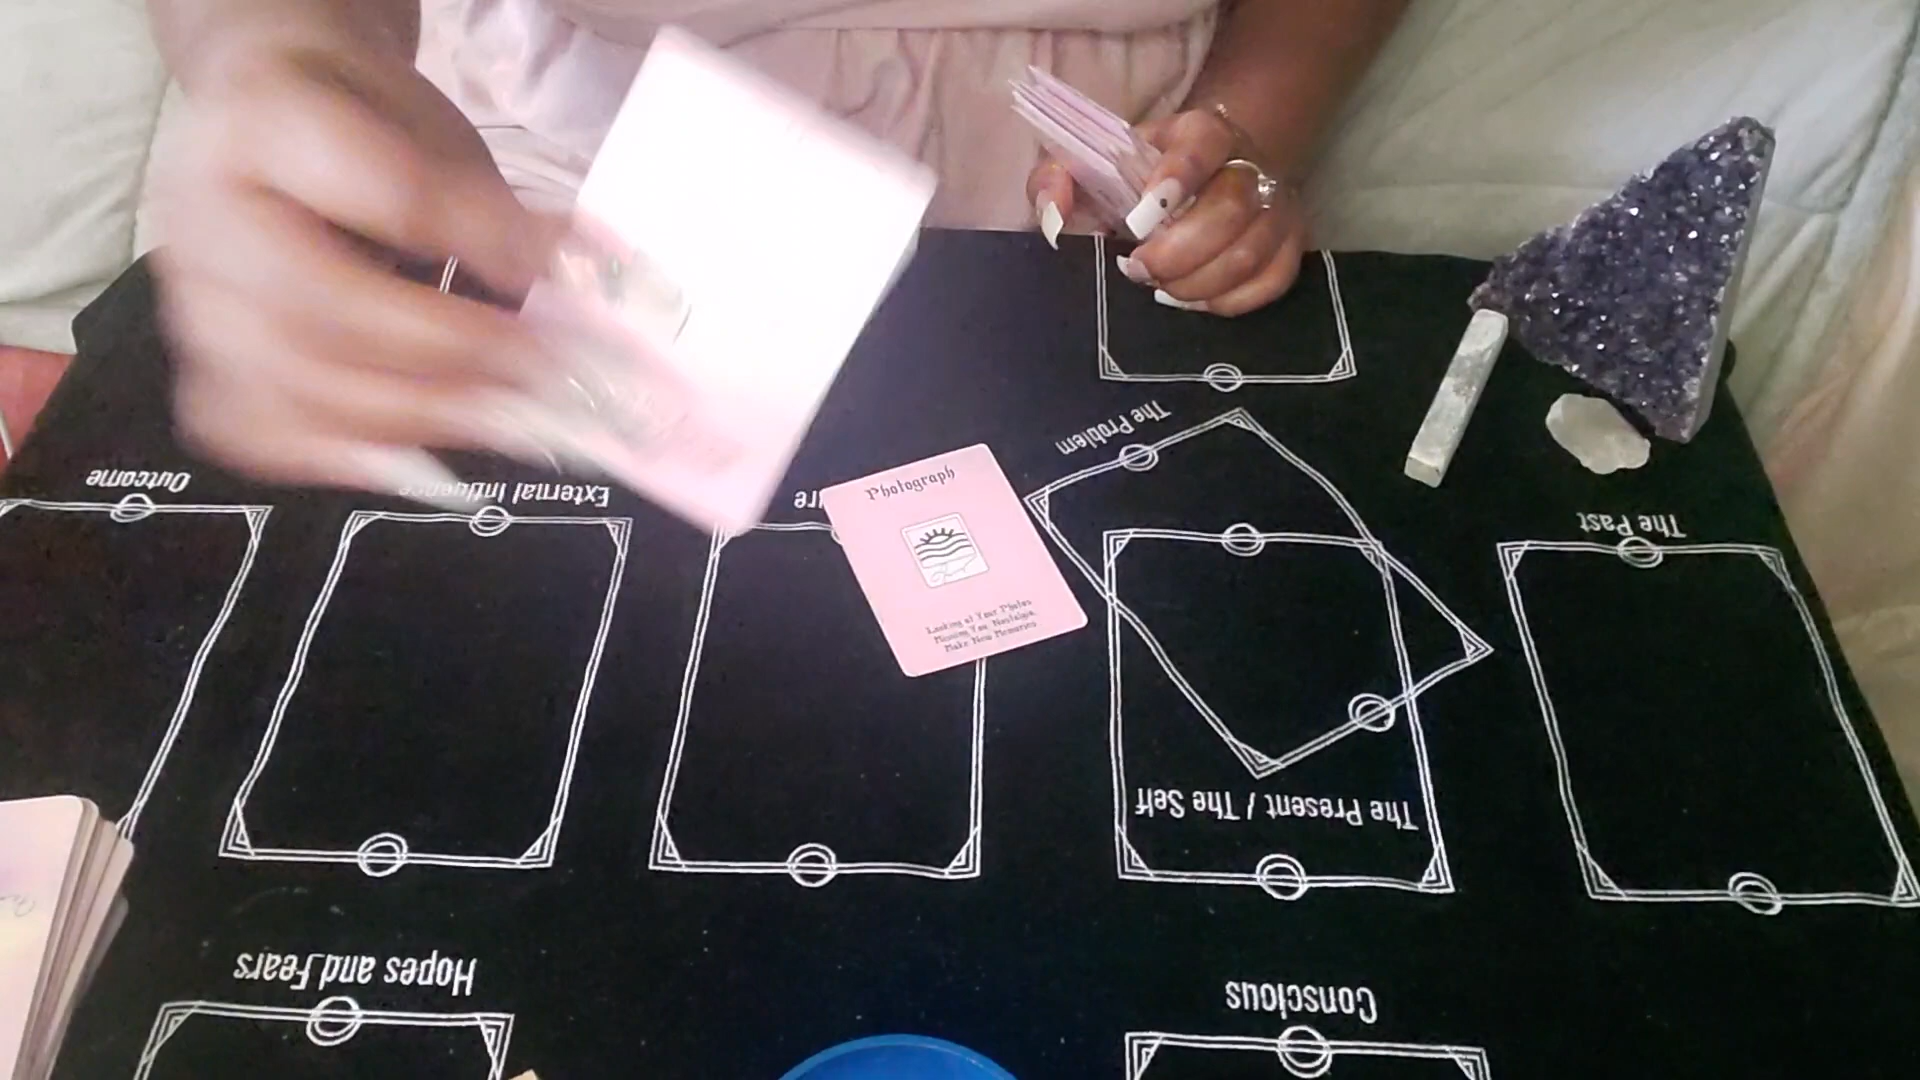 The Problem
Outcome
External Influence
Photograph
Looking at Your Photos
Missing You, Nostalgia,
Make New Memories
The Past
The Present / The Self
Hopes and Fears
Conscious